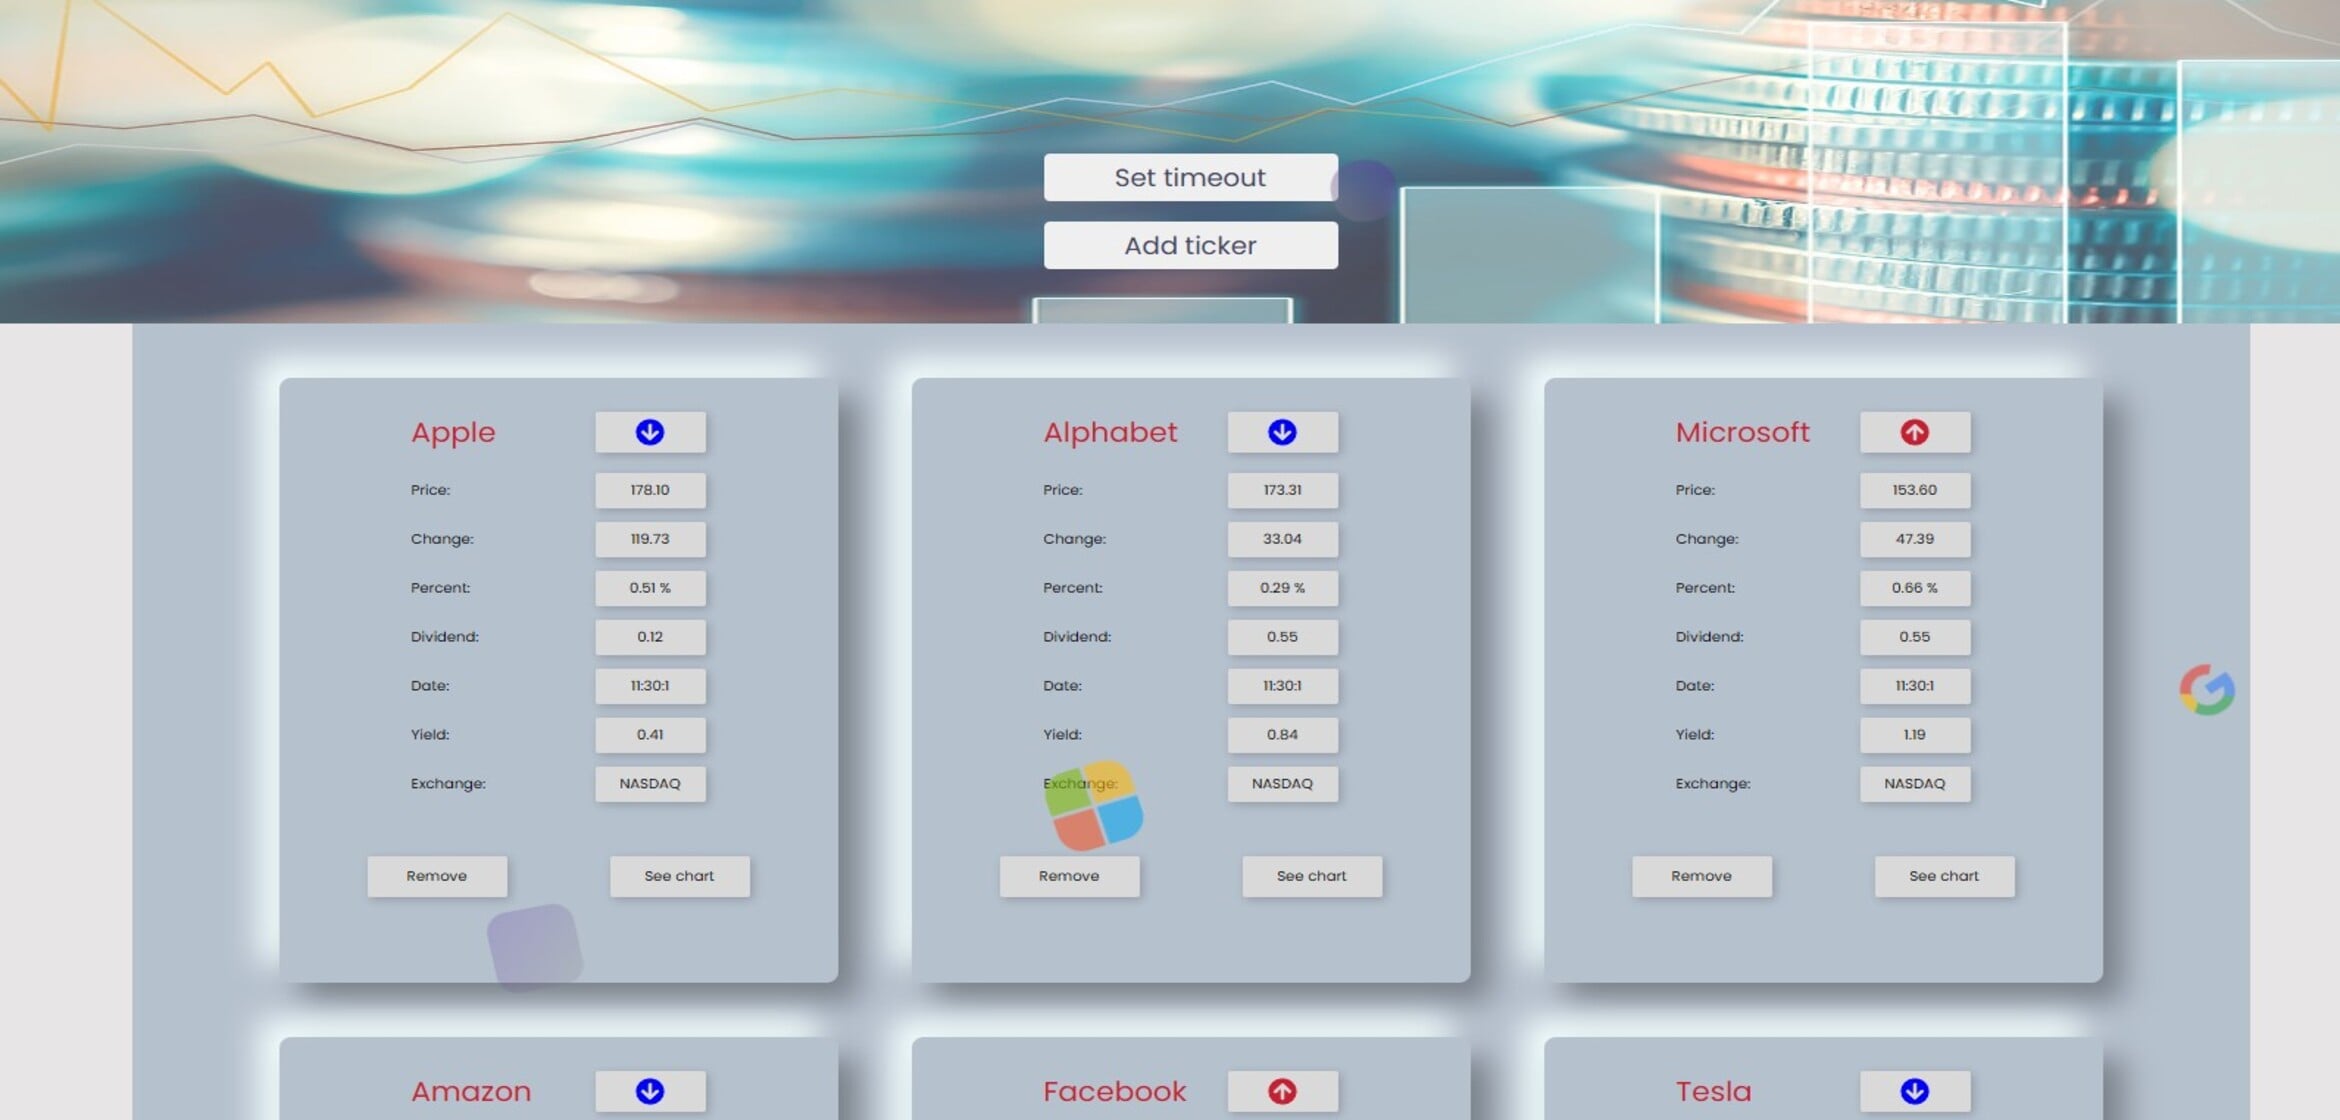 Set timeout
Add ticker
Apple
Price: 178.10
Change: 119.73
Percent: 0.51 %
Dividend: 0.12
Date: 11:30:1
Yield: 0.41
Exchange: NASDAQ
Remove See chart
Alphabet
Price: 173.31
Change: 33.04
Percent: 0.29 %
Dividend: 0.55
Date: 11:30:1
Yield: 0.84
Exchange: NASDAQ
Remove See chart
Microsoft
Price: 153.60
Change: 47.39
Percent: 0.66 %
Dividend: 0.55
Date: 11:30:1
Yield: 1.19
Exchange: NASDAQ
Remove See chart
Amazon
Facebook
Tesla